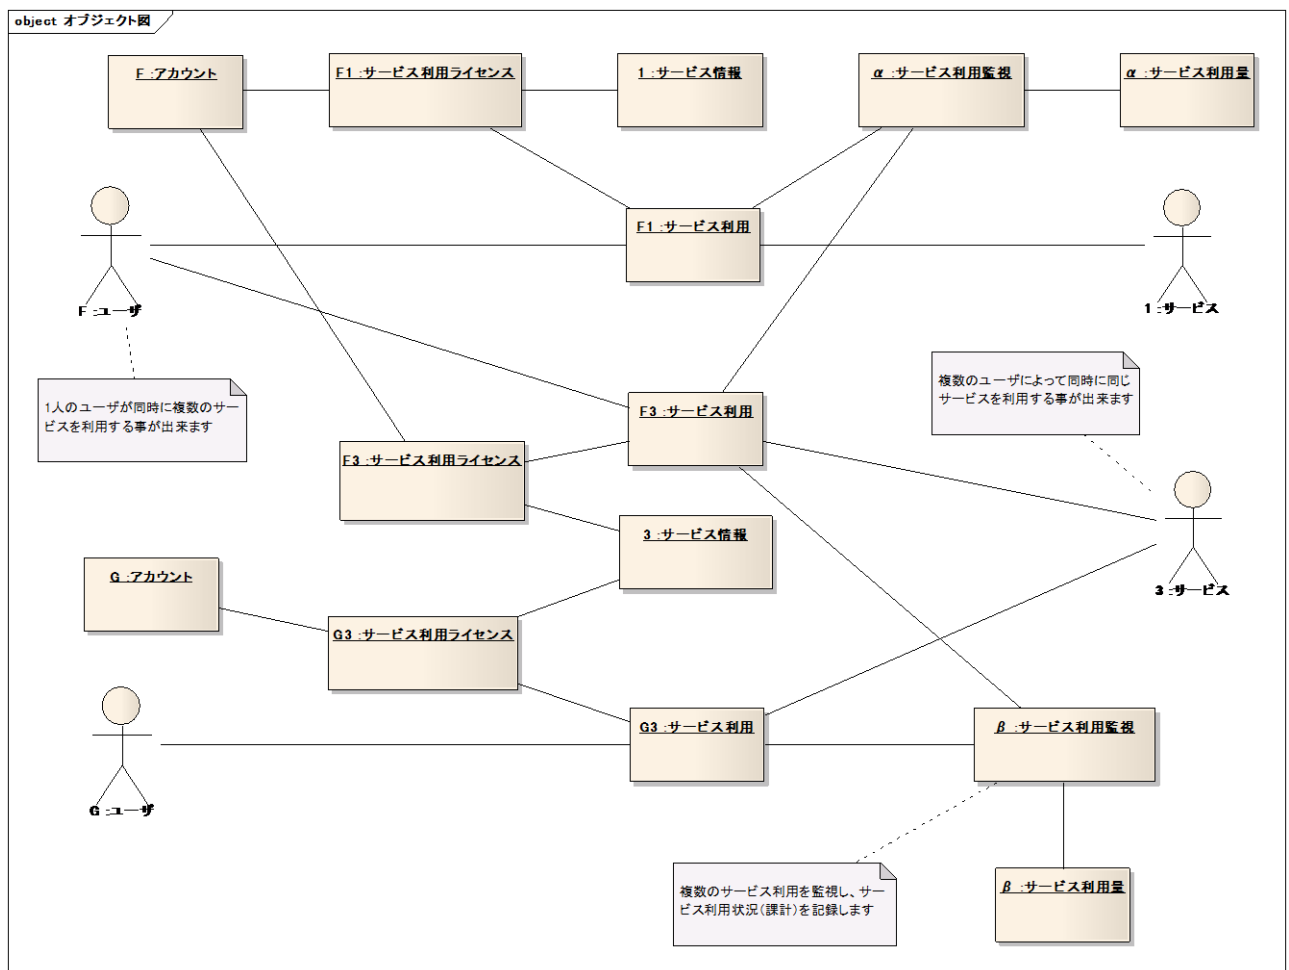 object オブジェクト図
F :アカウント
F1 :サービス利用ライセンス
1 :サービス情報
α :サービス利用監視
α :サービス利用量
F1 :サービス利用
F :ユーザ
1 :サービス
1人のユーザが同時に複数のサー
ビスを利用する事が出来ます
F3 :サービス利用
複数のユーザによって同時に同じ
サービスを利用する事が出来ます
F3 :サービス利用ライセンス
3 :サービス情報
G :アカウント
3 :サービス
G3 :サービス利用ライセンス
G3 :サービス利用
β :サービス利用監視
G :ユーザ
複数のサービス利用を監視し、サー
ビス利用状況(課計)を記録します
β :サービス利用量